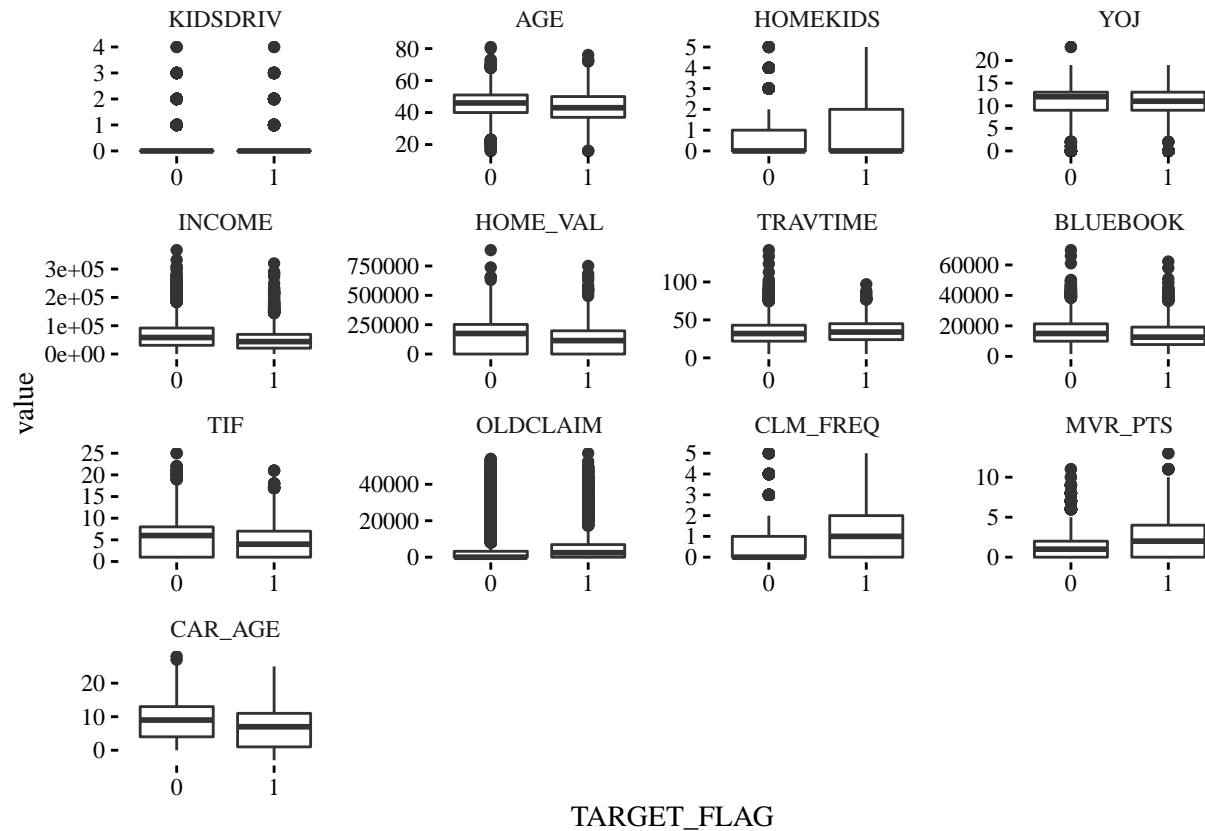 KIDSDRIV AGE HOMEKIDS YOJ
4 80 5 20
3 60 4 15
2 40 3 10
1 20 2 5
0 1 0
0
0 1 0 1 0 1 0 1
INCOME HOME_VAL TRAVTIME BLUEBOOK
3e+05 750000 100 60000
2e+05 500000 50 40000
1e+05 250000 0 20000
0e+00 0 0
0 1 0 1 0 1 0 1
value
TIF OLDCLAIM CLM_FREQ MVR_PTS
25 40000 5 10
20 20000 4 5
15 0 3 0
10 2
5 1
0 0
0 1 0 1 0 1 0 1
CAR_AGE
20
10
0
0 1
TARGET_FLAG